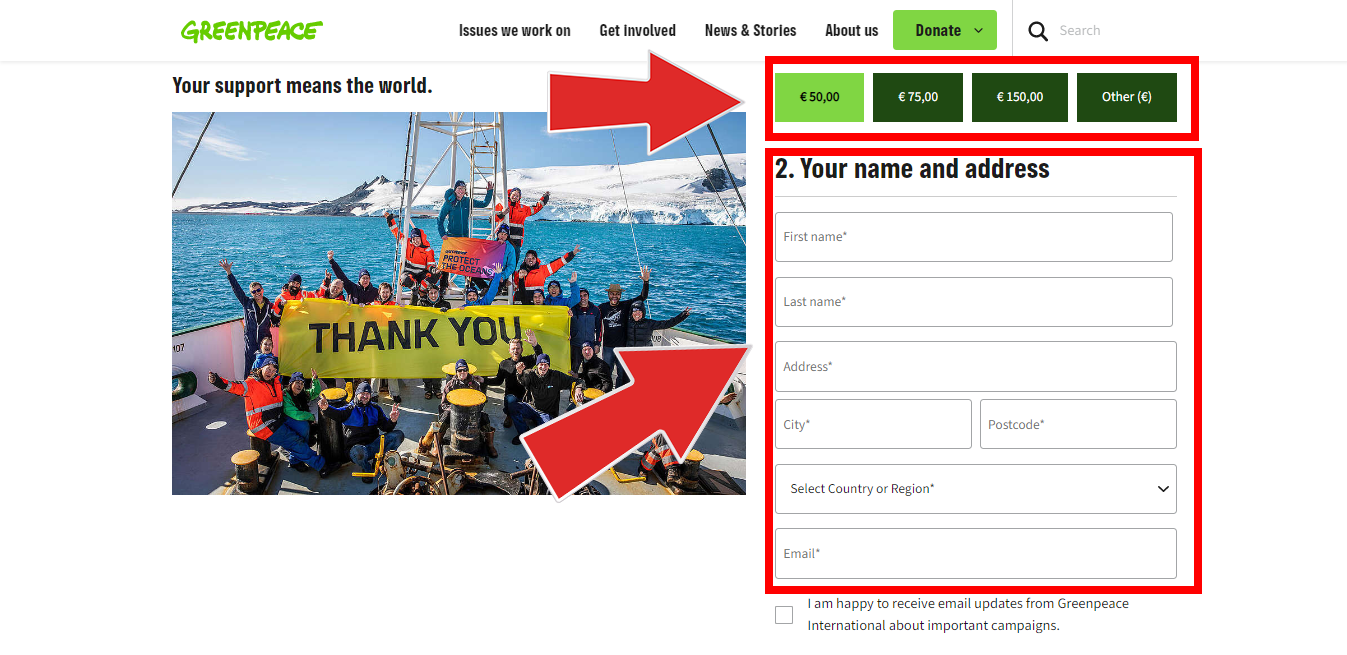 GREENPEACE
Issues we work on
Get involved
News & Stories
About us
Donate
Search
Your support means the world.
€ 50,00
€ 75,00
€ 150,00
Other (€)
PROTECT
THE OCEANS
THANK YOU
107
2. Your name and address
First name*
Last name*
Address*
City*
Postcode*
Select Country or Region*
Email*
I am happy to receive email updates from Greenpeace
International about important campaigns.